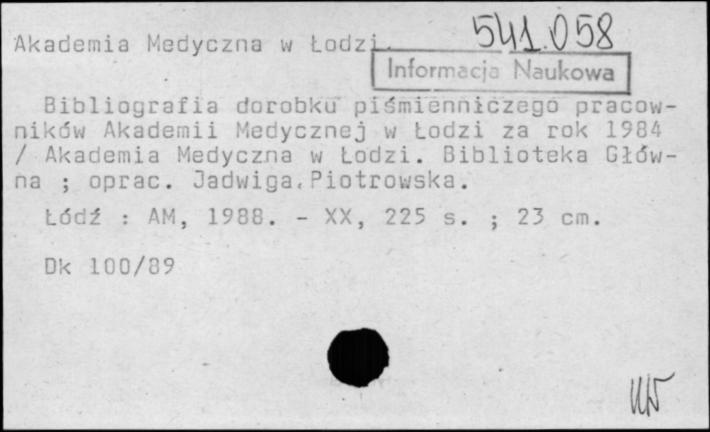 541.058
Akademia Medyczna w Łodzi.
Informacja Naukowa
Bibliografia dorobku piśmienniczego pracow-
ników Akademii Medycznej w Łodzi za rok 1984
/ Akademia Medyczna w Łodzi. Biblioteka Głów-
na ; oprac. Jadwiga Piotrowska.
Łódź : AM, 1988. - XX, 225 s. ; 23 cm.
Dk 100/89